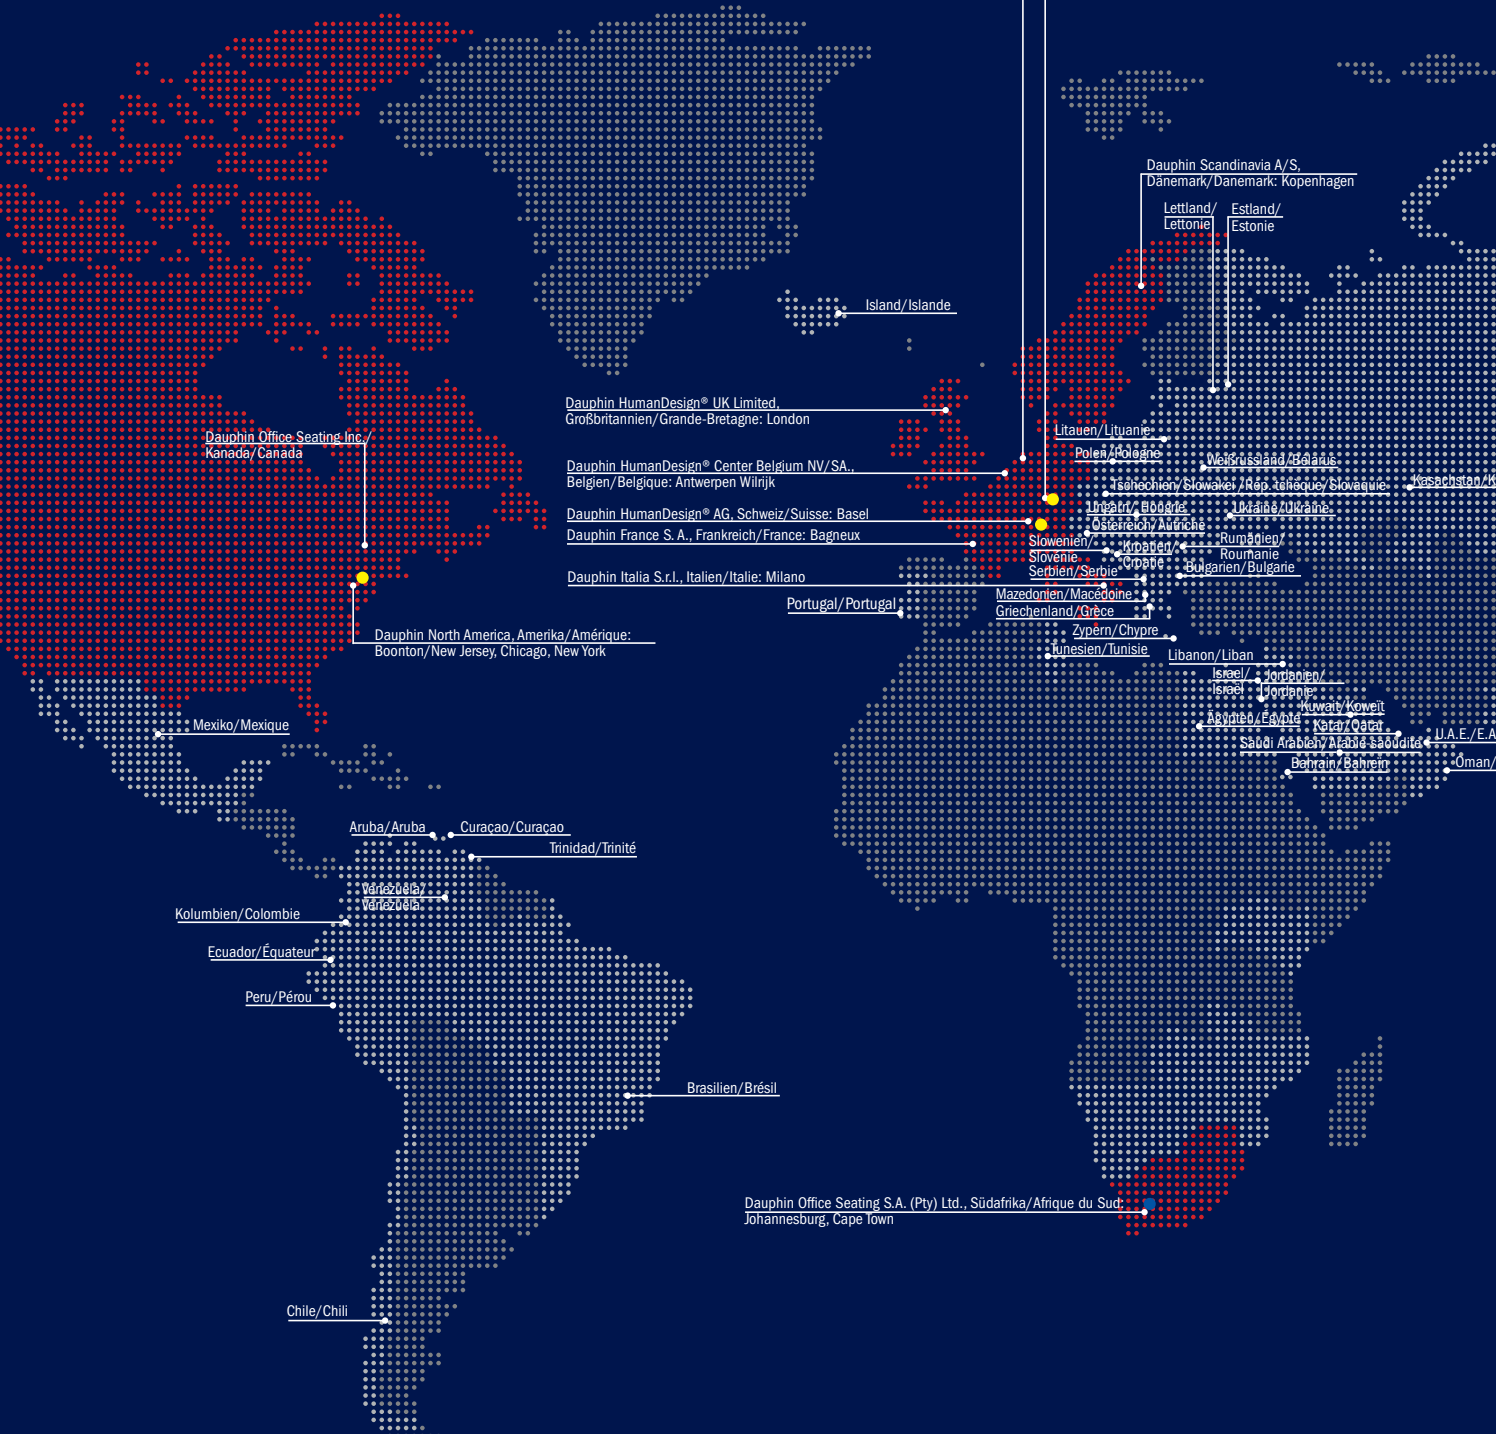 Dauphin Scandinavia A/S,
Dänemark/Danemark: Kopenhagen
Lettland/
Lettonie
Estland/
Estonie
Island/Islande
Dauphin HumanDesign® UK Limited,
Großbritannien/Grande-Bretagne: London
Dauphin Office Seating Inc./
Kanada/Canada
Litauen/Lituanie
Polen/Pologne
Weißrussland/Bélarus
Dauphin HumanDesign® Center Belgium NV/SA.,
Belgien/Belgique: Antwerpen Wilrijk
Tschechien/Slowakei/Rép. tchèque/Slovaquie
Kasachstan/K
Dauphin HumanDesign® AG, Schweiz/Suisse: Basel
Ungarn/Hongrie
Ukraine/Ukraine
Österreich/Autriche
Dauphin France S. A., Frankreich/France: Bagneux
Slowenien/
Slovénie
Kroatien/
Croatie
Rumänien/
Roumanie
Serbien/Serbie
Bulgarien/Bulgarie
Dauphin Italia S.r.l., Italien/Italie: Milano
Mazedonien/Macédoine
Portugal/Portugal
Griechenland/Grèce
Zypern/Chypre
Dauphin North America, Amerika/Amérique:
Boonton/New Jersey, Chicago, New York
Tunesien/Tunisie
Libanon/Liban
Israel/
Israël
Jordanien/
Jordanie
Kuwait/Koweït
Mexiko/Mexique
Ägypten/Égypte
Katar/Qatar
U.A.E./E.A
Saudi Arabien/Arabie-saoudite
Bahrain/Bahreïn
Oman/
Aruba/Aruba
Curaçao/Curaçao
Trinidad/Trinité
Venezuela/
Venezuela
Kolumbien/Colombie
Ecuador/Équateur
Peru/Pérou
Brasilien/Brésil
Dauphin Office Seating S.A. (Pty) Ltd., Südafrika/Afrique du Sud:
Johannesburg, Cape Town
Chile/Chili